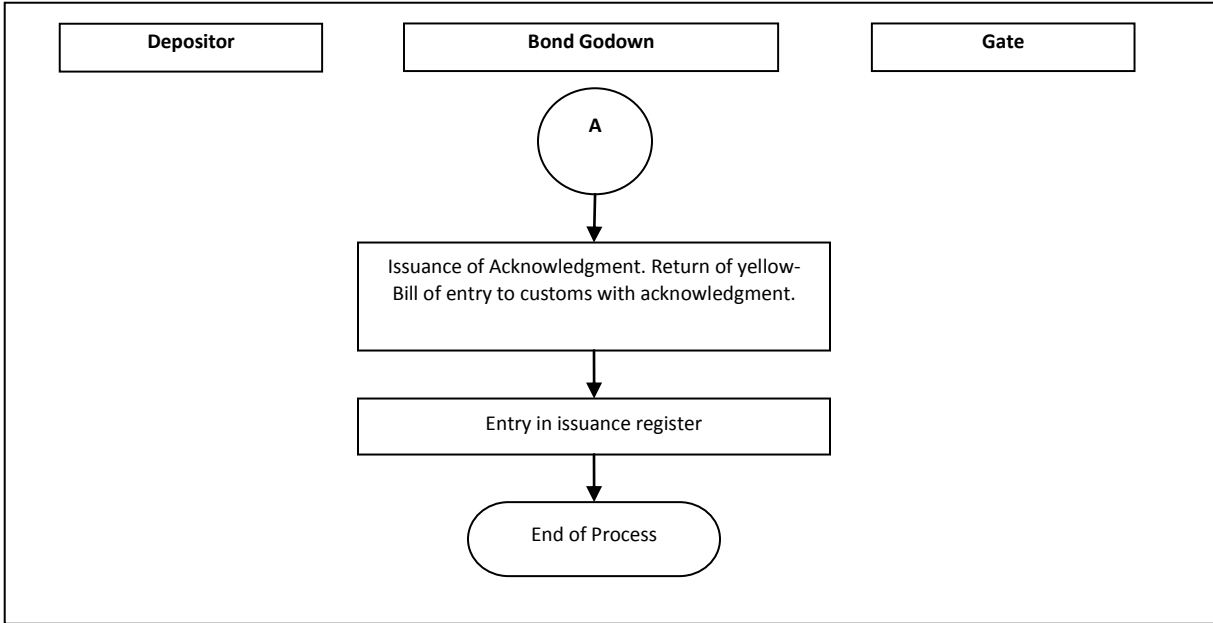 Depositor
Bond Godown
Gate
A
Issuance of Acknowledgment. Return of yellow-
Bill of entry to customs with acknowledgment.
Entry in issuance register
End of Process